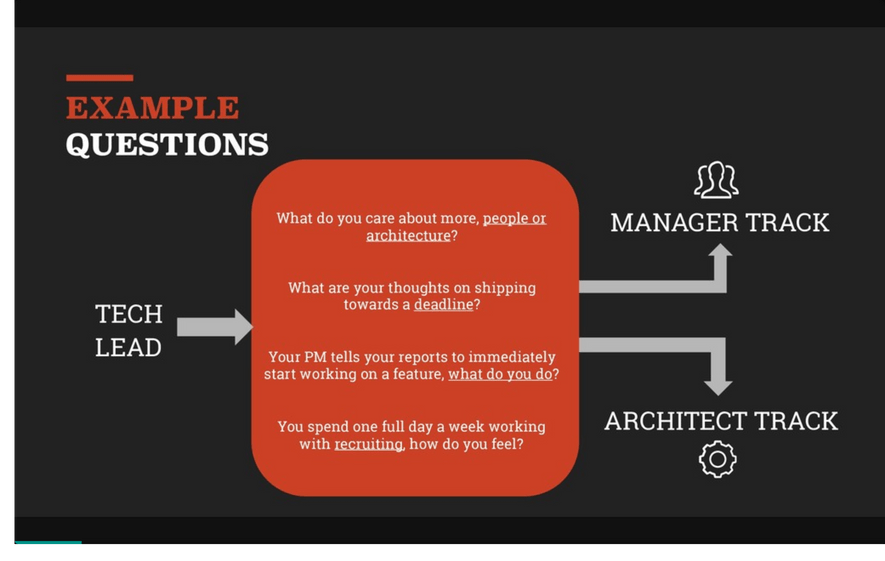 EXAMPLE
QUESTIONS
TECH
LEAD
What do you care about more, people or
architecture?
What are your thoughts on shipping
towards a deadline?
Your PM tells your reports to immediately
start working on a feature, what do you do?
You spend one full day a week working
with recruiting, how do you feel?
MANAGER TRACK
ARCHITECT TRACK